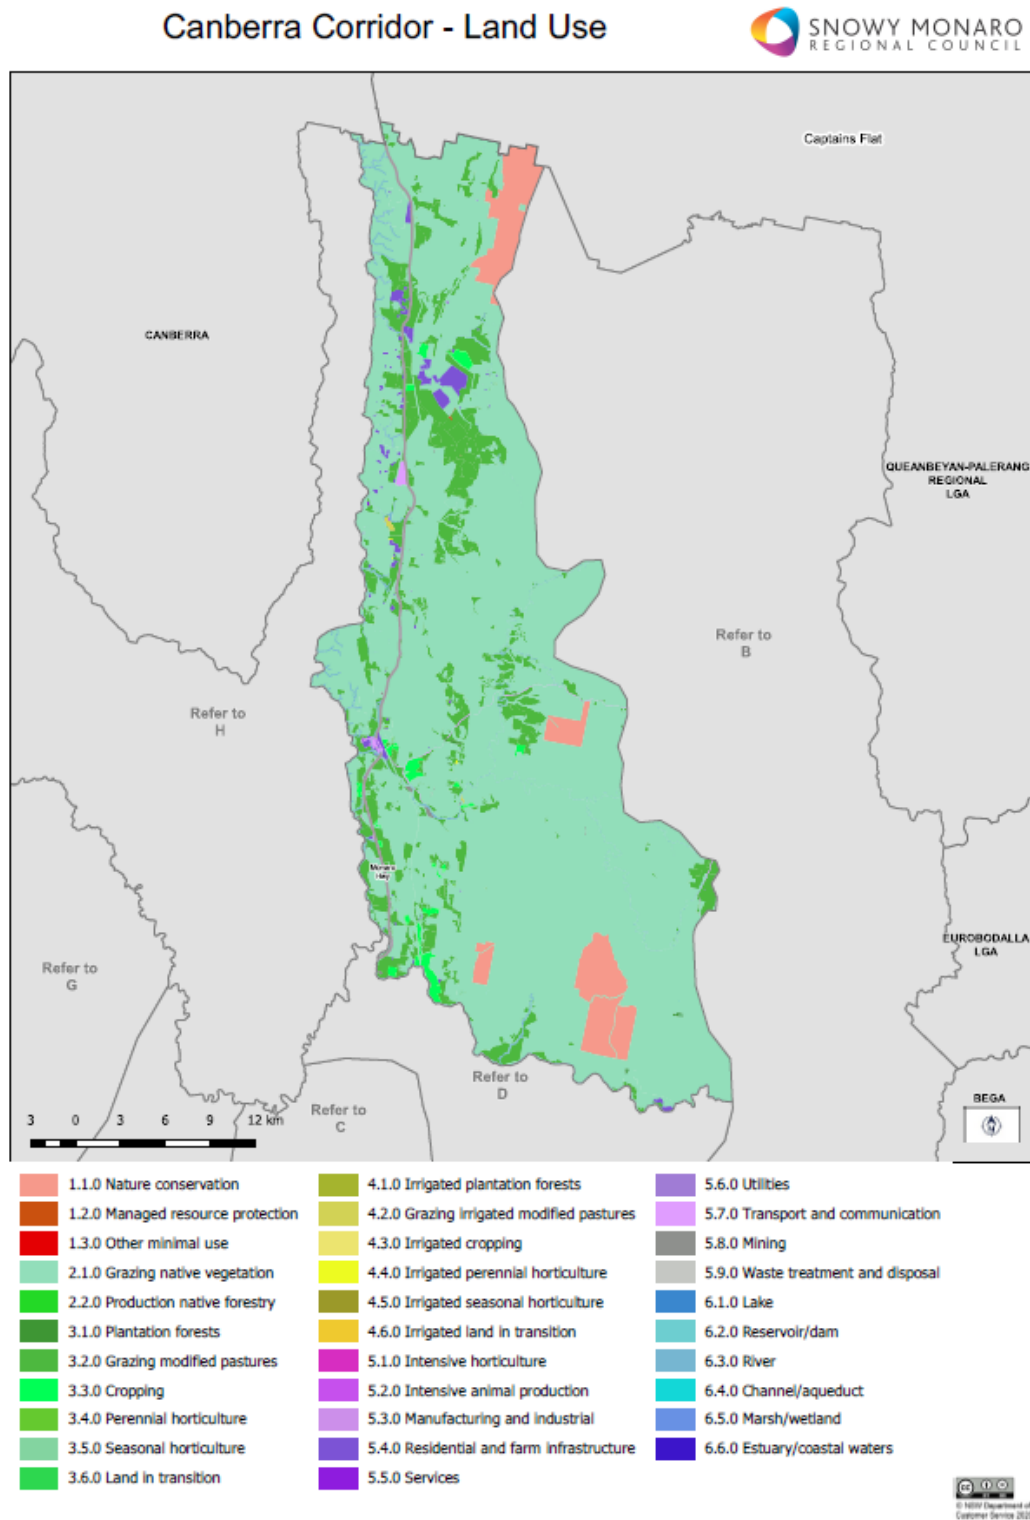 Canberra Corridor - Land Use
SNOWY MONARO
REGIONAL COUNCIL
Captains Flat
CANBERRA
QUEANBEYAN-PALERANG
REGIONAL
LGA
Refer to
B
Refer to
H
Monaro
Hwy
EUROBODALLA
LGA
Refer to
G
Refer to
D
Refer to
C
BEGA
N
3 0 3 6 9 12 km
1.1.0 Nature conservation
1.2.0 Managed resource protection
1.3.0 Other minimal use
2.1.0 Grazing native vegetation
2.2.0 Production native forestry
3.1.0 Plantation forests
3.2.0 Grazing modified pastures
3.3.0 Cropping
3.4.0 Perennial horticulture
3.5.0 Seasonal horticulture
3.6.0 Land in transition
4.1.0 Irrigated plantation forests
4.2.0 Grazing irrigated modified pastures
4.3.0 Irrigated cropping
4.4.0 Irrigated perennial horticulture
4.5.0 Irrigated seasonal horticulture
4.6.0 Irrigated land in transition
5.1.0 Intensive horticulture
5.2.0 Intensive animal production
5.3.0 Manufacturing and industrial
5.4.0 Residential and farm infrastructure
5.5.0 Services
5.6.0 Utilities
5.7.0 Transport and communication
5.8.0 Mining
5.9.0 Waste treatment and disposal
6.1.0 Lake
6.2.0 Reservoir/dam
6.3.0 River
6.4.0 Channel/aqueduct
6.5.0 Marsh/wetland
6.6.0 Estuary/coastal waters
cc
© NSW Department of
Customer Service